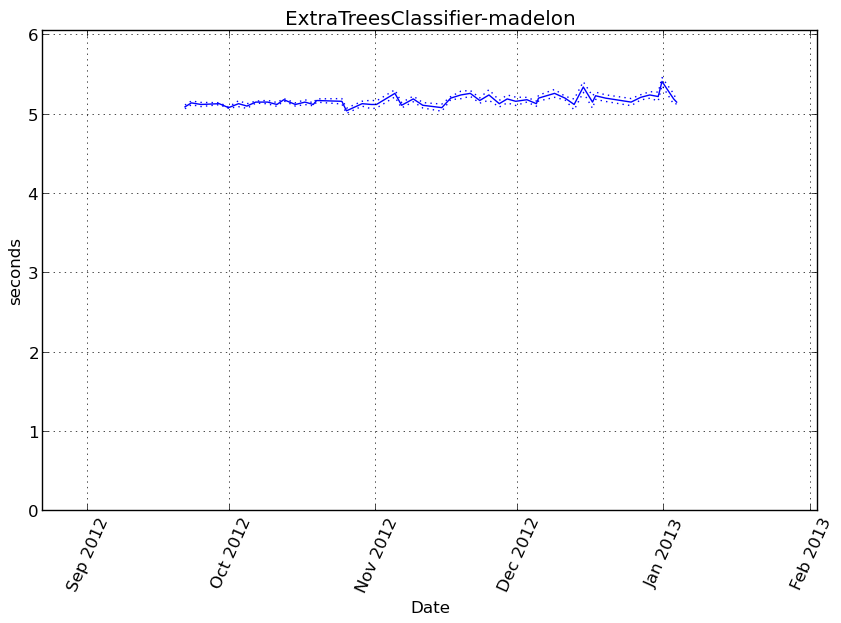 ExtraTreesClassifier-madelon
6
5
4
3
2
1
0
seconds
Sep 2012
Oct 2012
Nov 2012
Dec 2012
Jan 2013
Feb 2013
Date